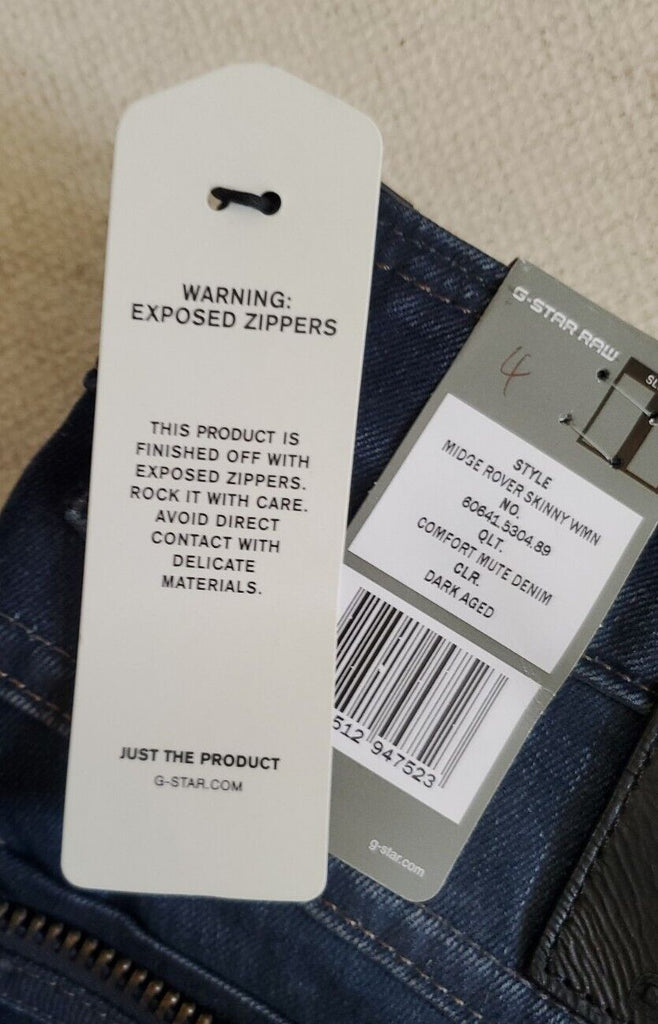 WARNING:
EXPOSED ZIPPERS
THIS PRODUCT IS
FINISHED OFF WITH
EXPOSED ZIPPERS.
ROCK IT WITH CARE.
AVOID DIRECT
CONTACT WITH
DELICATE
MATERIALS.
JUST THE PRODUCT
G-STAR.COM
G-STAR RAW
4
STYLE
MIDGE ROVER SKINNY WMN
NO.
60641.5304.89
QLT.
COMFORT MUTE DENIM
CLR.
DARK AGED
512 947523
g-star.com